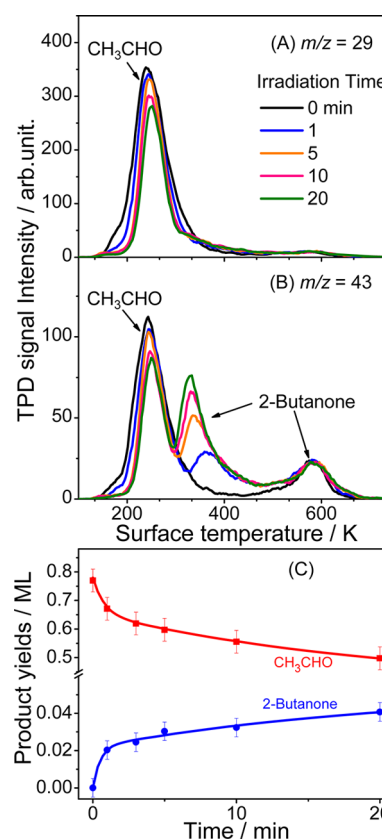 (A) m/z = 29
CH₃CHO
Irradiation Time
0 min
1
5
10
20
400
300
200
100
0
(B) m/z = 43
CH₃CHO
2-Butanone
100
50
0
200 400 600
TPD signal Intensity / arb.unit.
Surface temperature / K
(C)
0.8
0.7
0.6
0.5
CH₃CHO
2-Butanone
0.04
0.02
0.00
Product yields / ML
0 10 20
Time / min